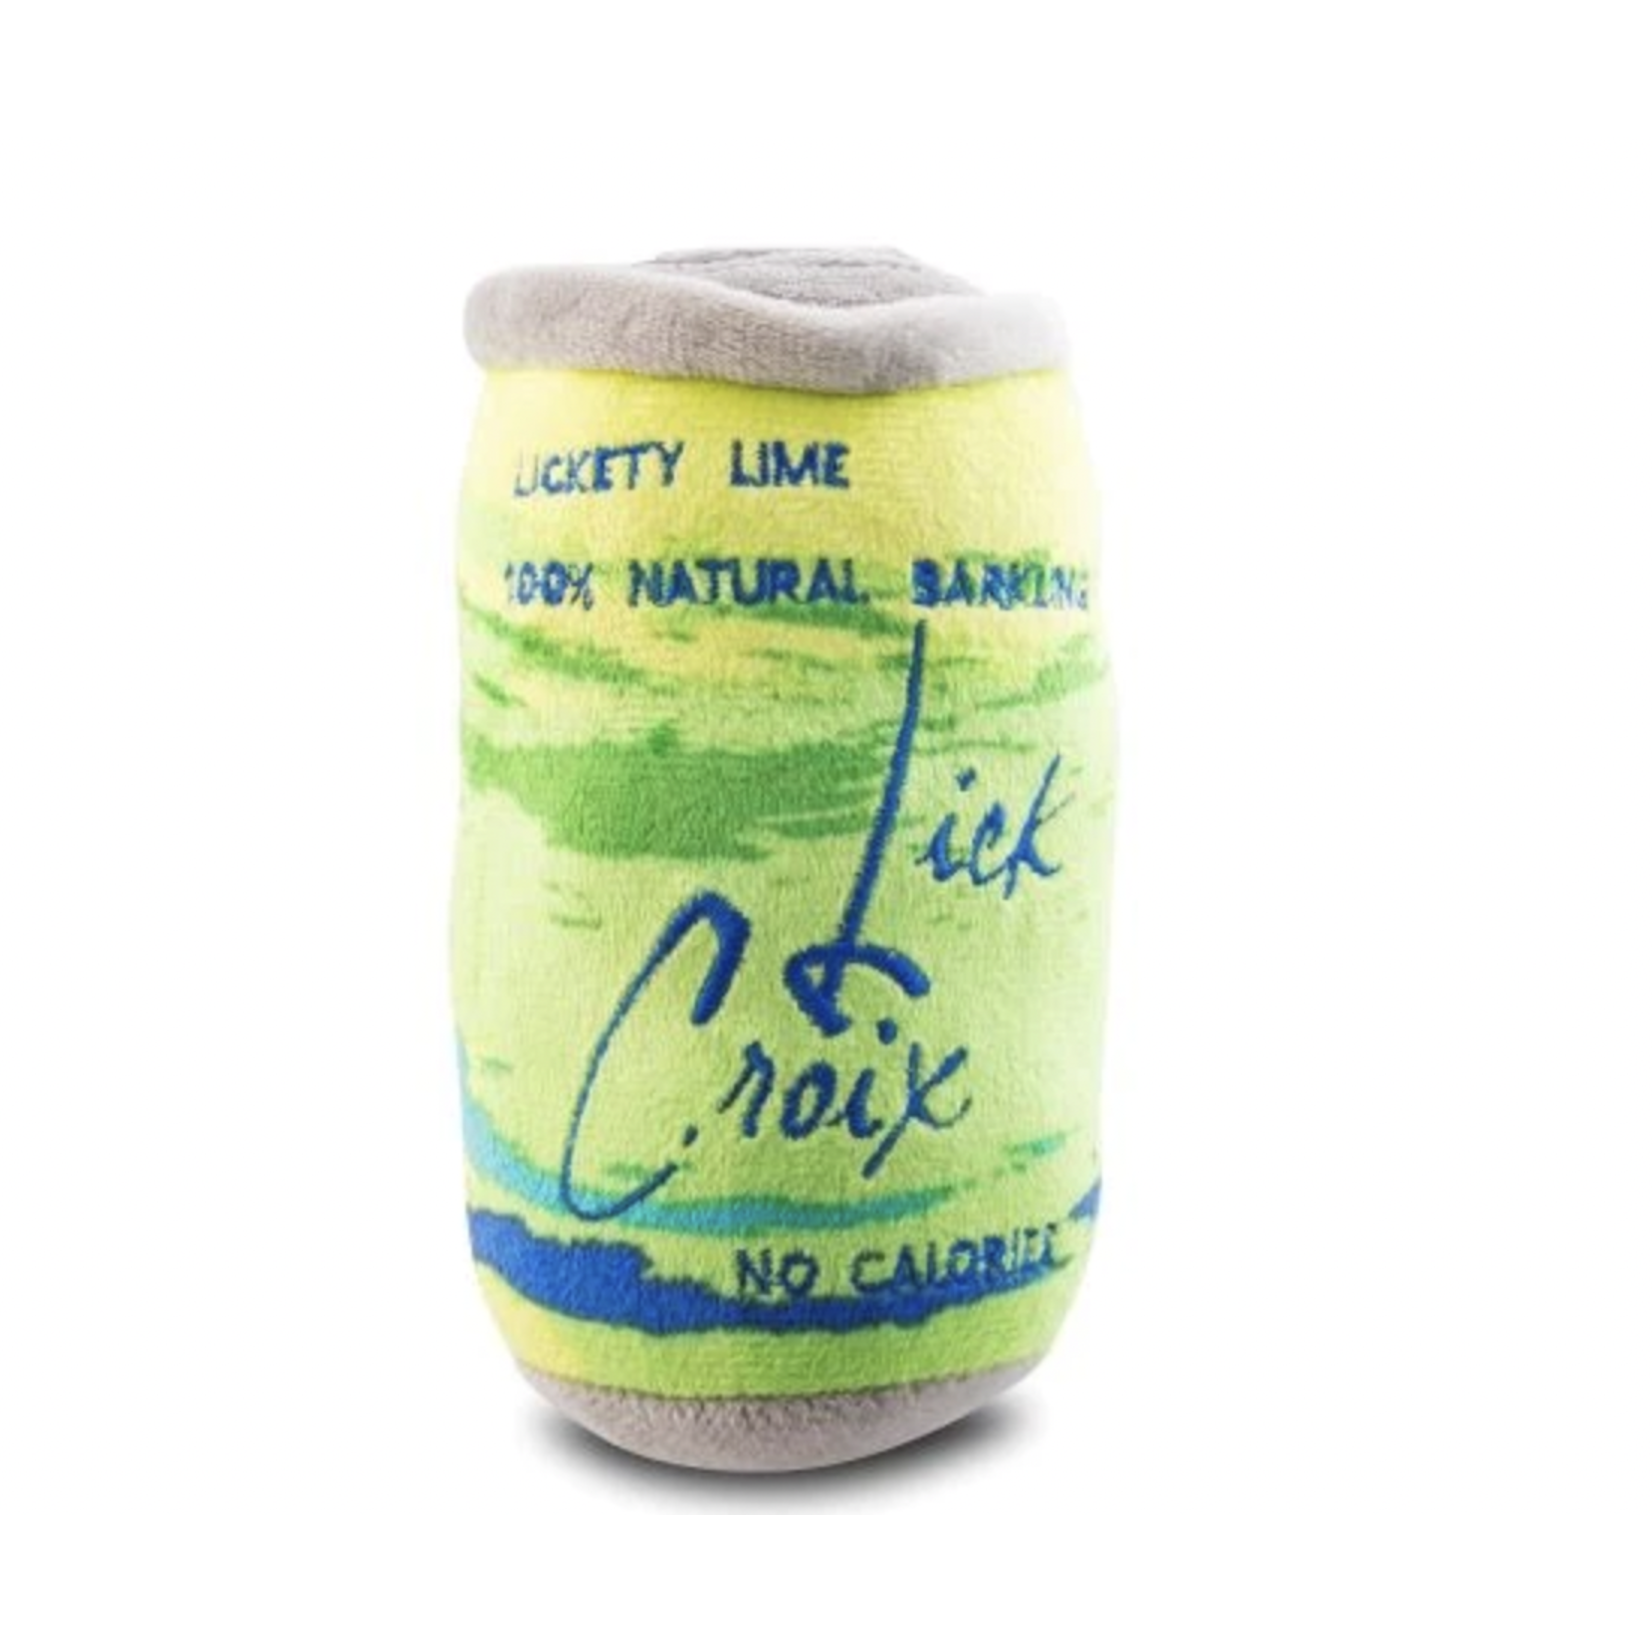 LICKETY LIME
100% NATURAL BARKING
Lick
Croix
NO CALORIES